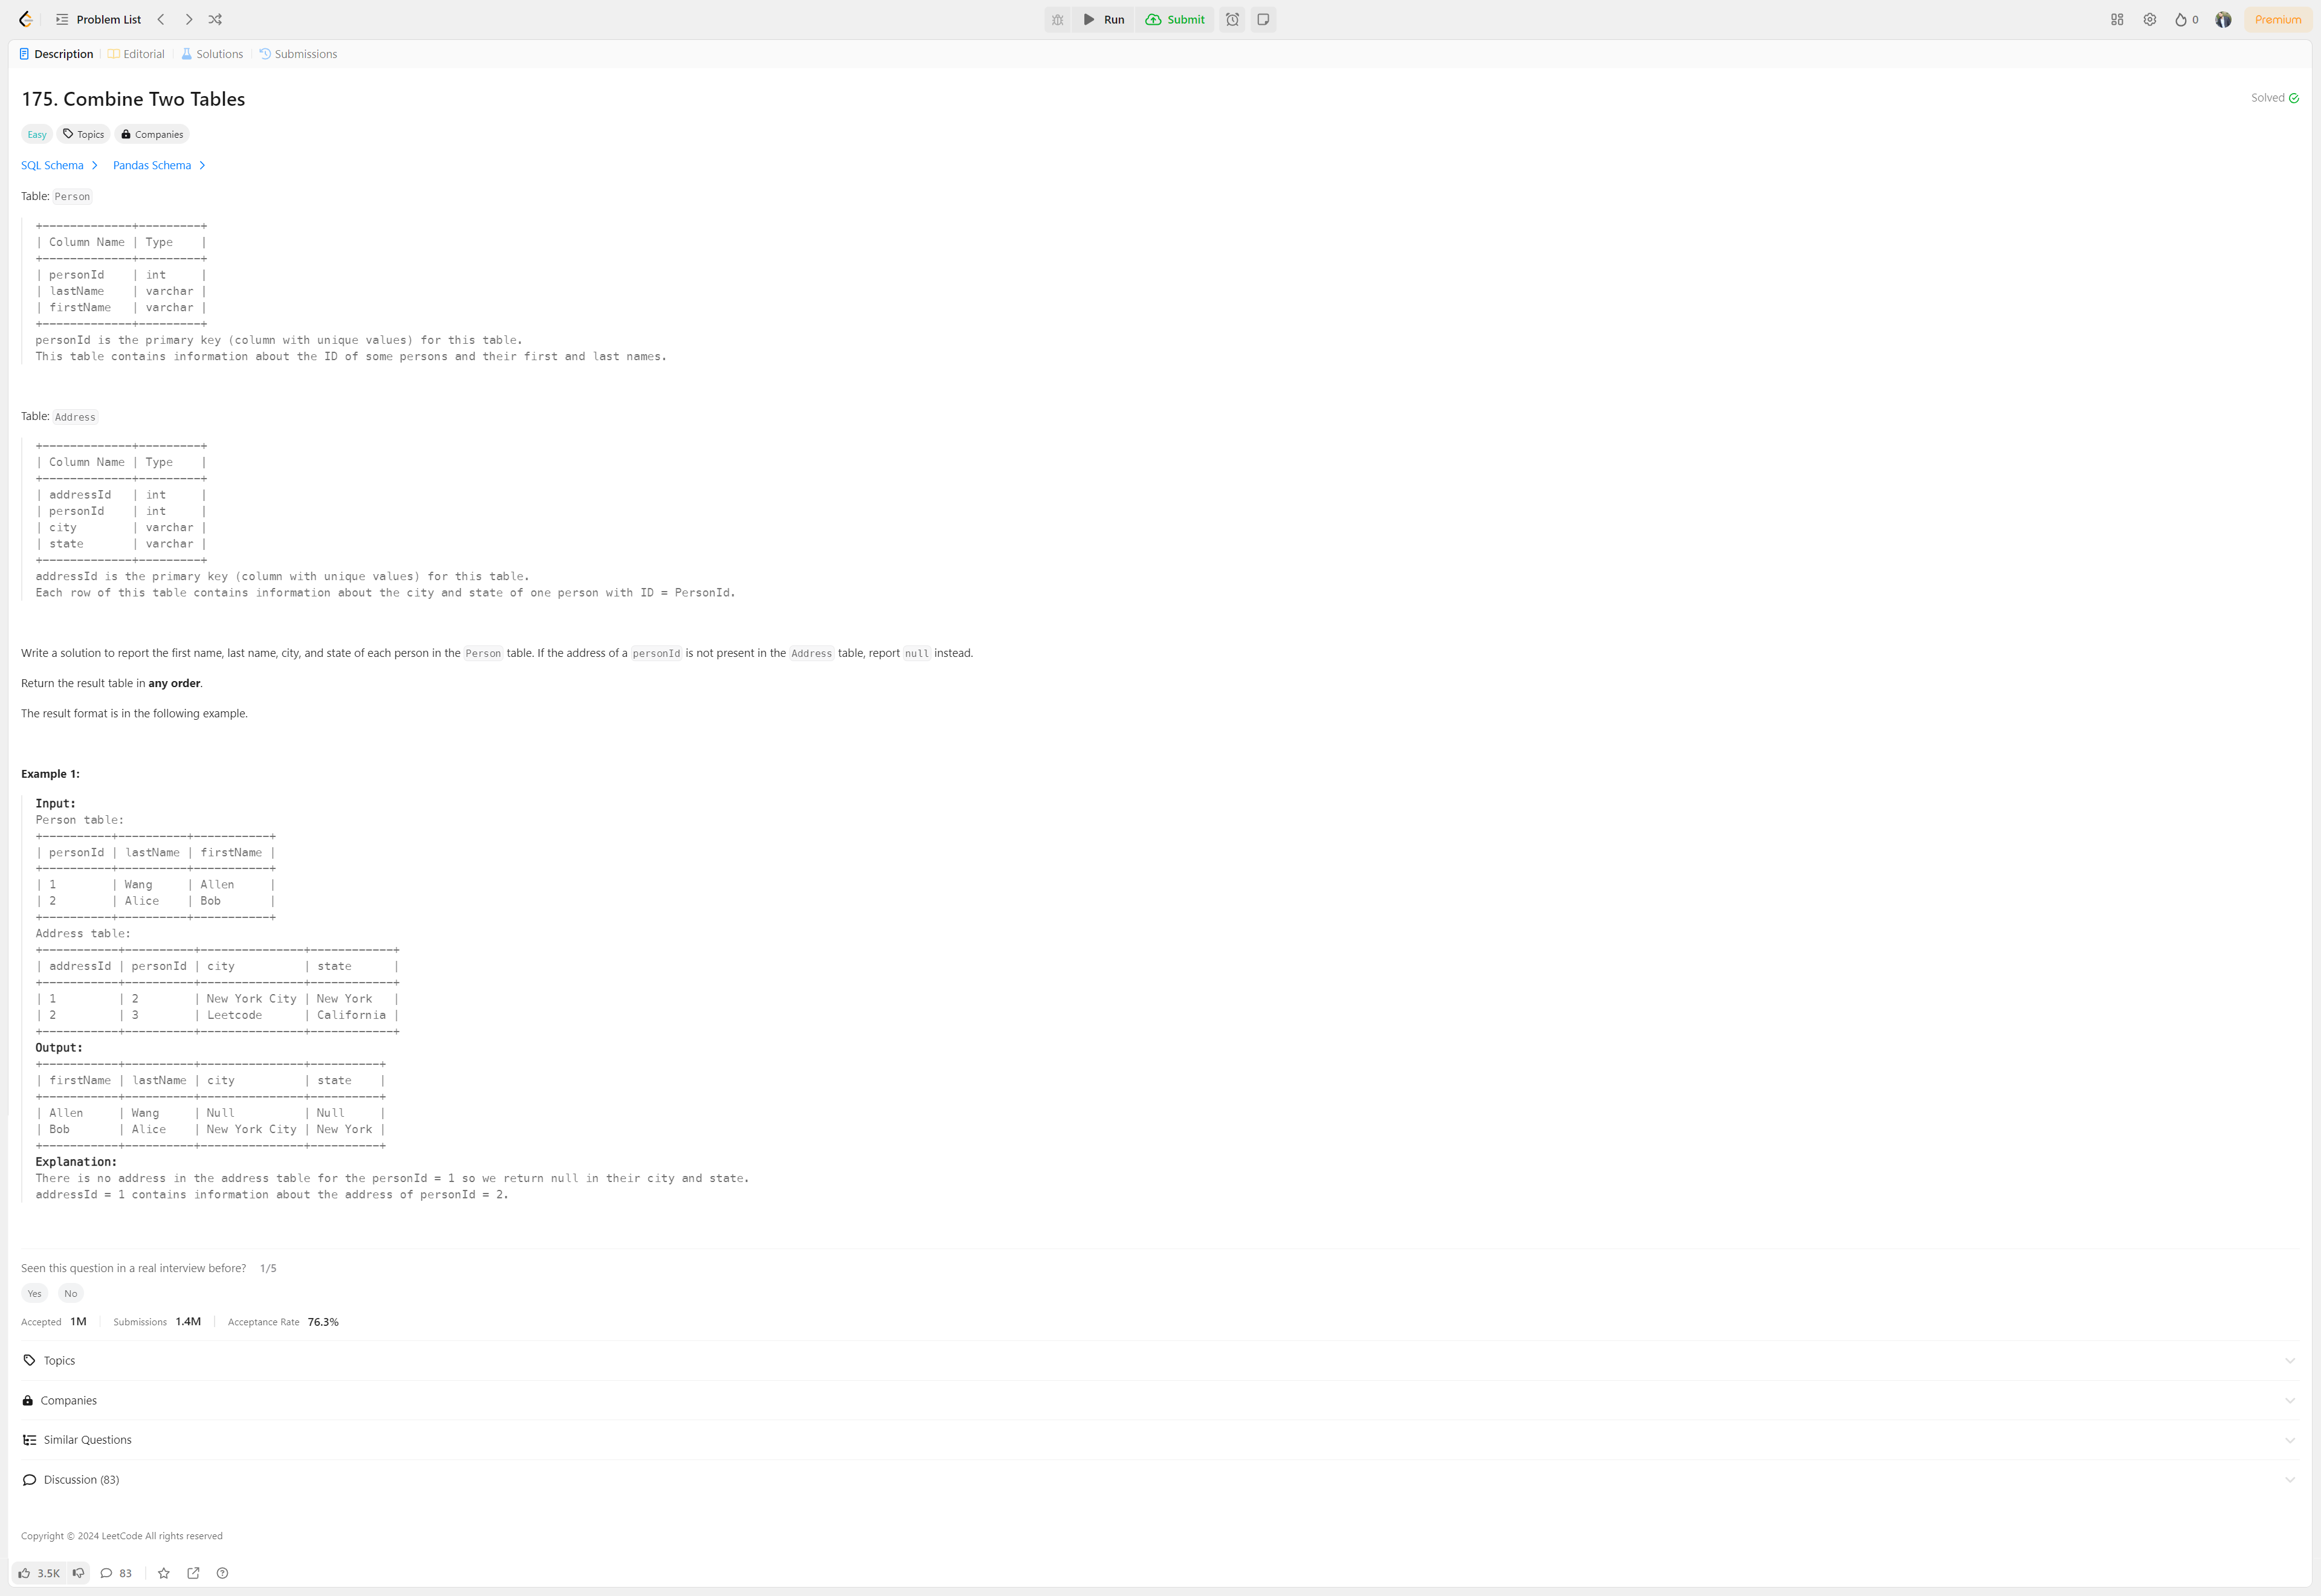 Problem List
Run
Submit
0
Premium
Description
Editorial
Solutions
Submissions
175. Combine Two Tables
Solved
Easy
Topics
Companies
SQL Schema
Pandas Schema
Table: Person
+-------------+---------+
| Column Name | Type    |
+-------------+---------+
| personId    | int     |
| lastName    | varchar |
| firstName   | varchar |
+-------------+---------+
personId is the primary key (column with unique values) for this table.
This table contains information about the ID of some persons and their first and last names.
Table: Address
+-------------+---------+
| Column Name | Type    |
+-------------+---------+
| addressId   | int     |
| personId    | int     |
| city        | varchar |
| state       | varchar |
+-------------+---------+
addressId is the primary key (column with unique values) for this table.
Each row of this table contains information about the city and state of one person with ID = PersonId.
Write a solution to report the first name, last name, city, and state of each person in the Person table. If the address of a personId is not present in the Address table, report null instead.
Return the result table in any order.
The result format is in the following example.
Example 1:
Input:
Person table:
+----------+----------+-----------+
| personId | lastName | firstName |
+----------+----------+-----------+
| 1        | Wang     | Allen     |
| 2        | Alice    | Bob       |
+----------+----------+-----------+
Address table:
+-----------+----------+---------------+------------+
| addressId | personId | city          | state      |
+-----------+----------+---------------+------------+
| 1         | 2        | New York City | New York   |
| 2         | 3        | Leetcode      | California |
+-----------+----------+---------------+------------+
Output:
+-----------+----------+---------------+----------+
| firstName | lastName | city          | state    |
+-----------+----------+---------------+----------+
| Allen     | Wang     | Null          | Null     |
| Bob       | Alice    | New York City | New York |
+-----------+----------+---------------+----------+
Explanation:
There is no address in the address table for the personId = 1 so we return null in their city and state.
addressId = 1 contains information about the address of personId = 2.
Seen this question in a real interview before? 1/5
Yes No
Accepted 1M Submissions 1.4M Acceptance Rate 76.3%
Topics
Companies
Similar Questions
Discussion (83)
Copyright © 2024 LeetCode All rights reserved
3.5K 83